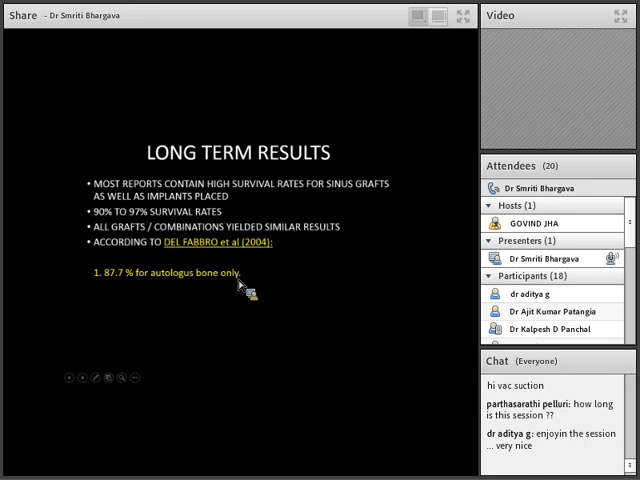 Share - Dr Smriti Bhargava
LONG TERM RESULTS
• MOST REPORTS CONTAIN HIGH SURVIVAL RATES FOR SINUS GRAFTS
AS WELL AS IMPLANTS PLACED
• 90% TO 97% SURVIVAL RATES
• ALL GRAFTS / COMBINATIONS YIELDED SIMILAR RESULTS
• ACCORDING TO DEL FABBRO et al (2004):
1. 87.7 % for autologus bone only.
Video
Attendees (20)
Dr Smriti Bhargava
Hosts (1)
GOVIND JHA
Presenters (1)
Dr Smriti Bhargava
Participants (18)
dr aditya g
Dr Ajit Kumar Patangia
Dr Kalpesh D Panchal
Chat (Everyone)
hi vac suction
parthasarathi pelluri: how long
is this session ??
dr aditya g: enjoyin the session
... very nice